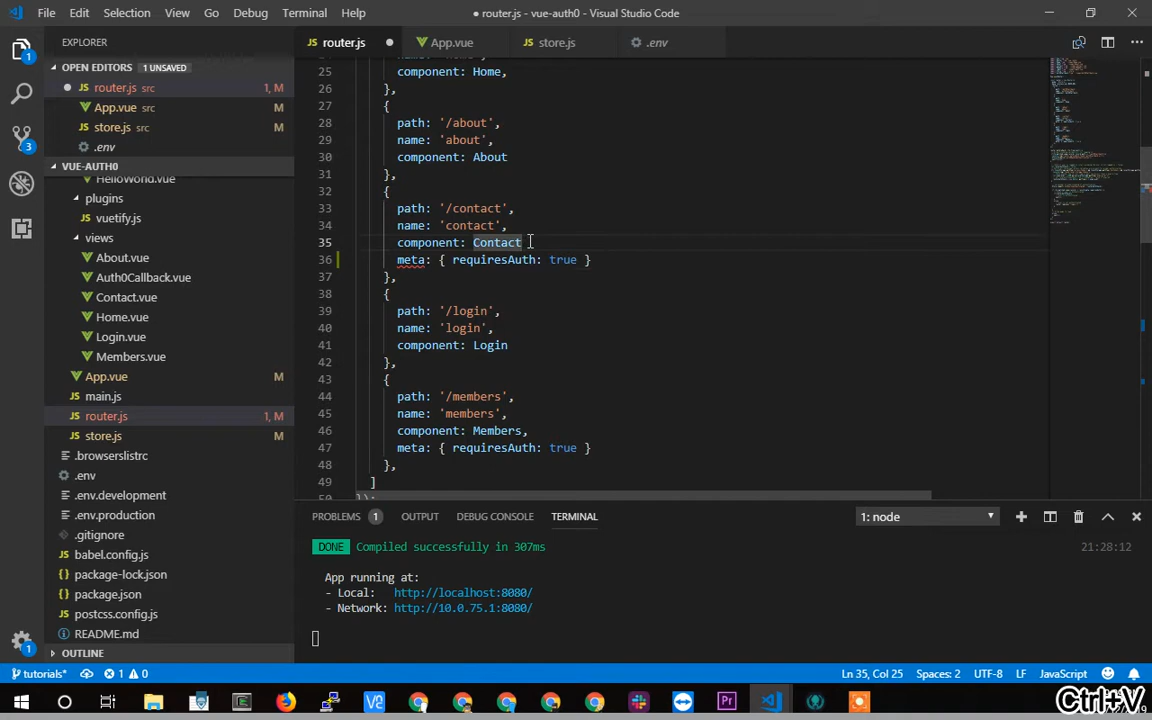 File Edit Selection View Go Debug Terminal Help
● router.js - vue-auth0 - Visual Studio Code
EXPLORER
router.js
App.vue
store.js
.env
OPEN EDITORS 1 UNSAVED
router.js src 1, M
App.vue M
store.js src M
.env
VUE-AUTH0
HelloWorld.vue
plugins
vuetify.js
views
About.vue
Auth0Callback.vue
Contact.vue
Home.vue
Login.vue
Members.vue
App.vue M
main.js
router.js 1, M
store.js M
.browserslistrc
.env
.env.development
.env.production
.gitignore
babel.config.js
package-lock.json
package.json
postcss.config.js
README.md
OUTLINE
25 component: Home,
26 },
27 {
28 path: '/about',
29 name: 'about',
30 component: About
31 },
32 {
33 path: '/contact',
34 name: 'contact',
35 component: Contact
36 meta: { requiresAuth: true }
37 },
38 {
39 path: '/login',
40 name: 'login',
41 component: Login
42 },
43 {
44 path: '/members',
45 name: 'members',
46 component: Members,
47 meta: { requiresAuth: true }
48 },
49 ]
50 });
PROBLEMS 1 OUTPUT DEBUG CONSOLE TERMINAL 1: node
DONE Compiled successfully in 307ms 21:28:12
App running at:
- Local: http://localhost:8080/
- Network: http://10.0.75.1:8080/
tutorials* 1 0 Ln 35, Col 25 Spaces: 2 UTF-8 LF JavaScript 1
Ctrl+V